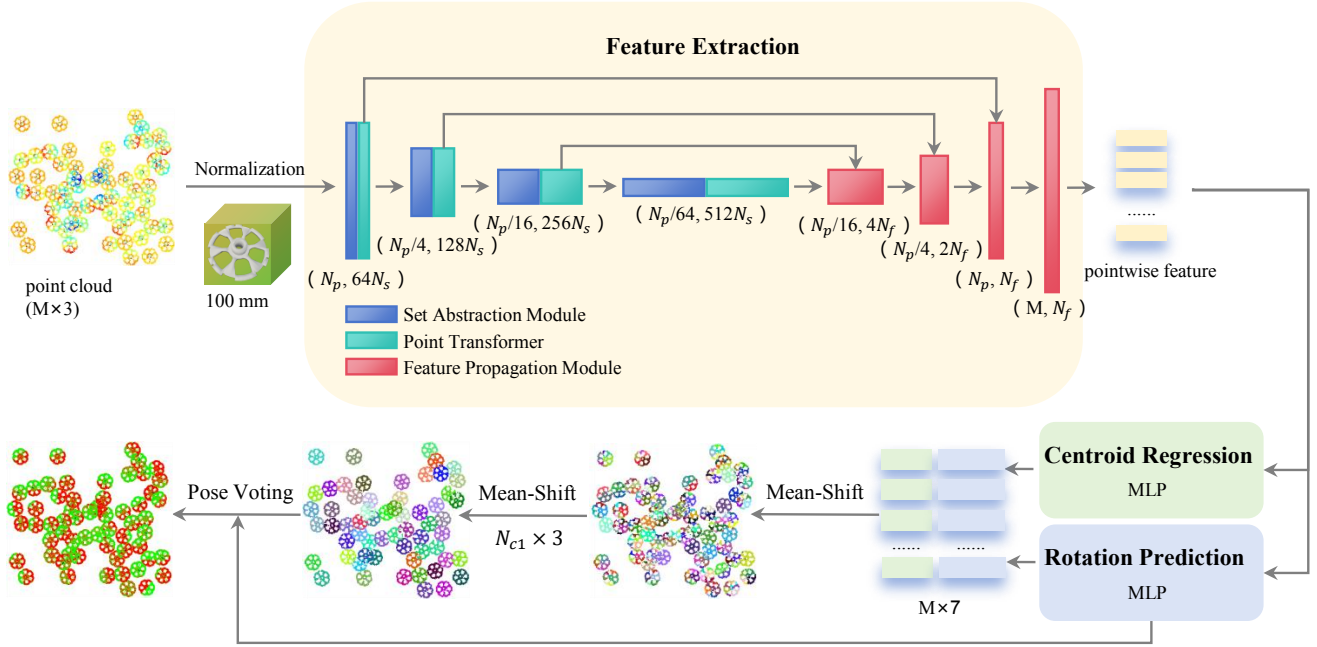 Feature Extraction
Normalization
100 mm
point cloud
(M×3)
( N_p, 64N_s )
( N_p/4, 128N_s )
( N_p/16, 256N_s )
( N_p/64, 512N_s )
( N_p/16, 4N_f )
( N_p/4, 2N_f )
( N_p, N_f )
( M, N_f )
......
pointwise feature
Set Abstraction Module
Point Transformer
Feature Propagation Module
Pose Voting
Mean-Shift
N_{c1} × 3
Mean-Shift
...... ......
M×7
Centroid Regression
MLP
Rotation Prediction
MLP